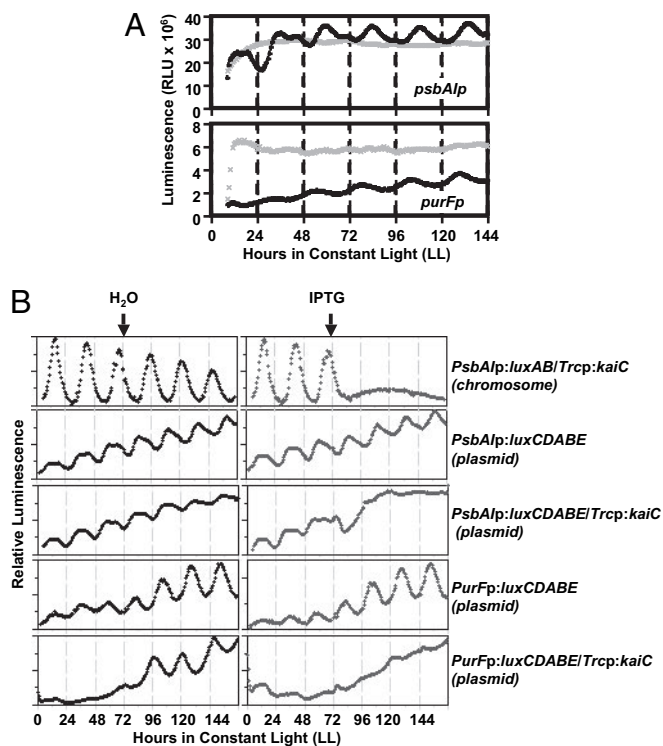 A
Luminescence (RLU x 10⁶)
40
30
20
10
0
psbAIp
8
6
4
2
0
purFp
0 24 48 72 96 120 144
Hours in Constant Light (LL)
B
H₂O
IPTG
Relative Luminescence
PsbAIp:luxAB/Trcp:kaiC
(chromosome)
PsbAIp:luxCDABE
(plasmid)
PsbAIp:luxCDABE/Trcp:kaiC
(plasmid)
PurFp:luxCDABE
(plasmid)
PurFp:luxCDABE/Trcp:kaiC
(plasmid)
0 24 48 72 96 120 144
0 24 48 72 96 120 144
Hours in Constant Light (LL)